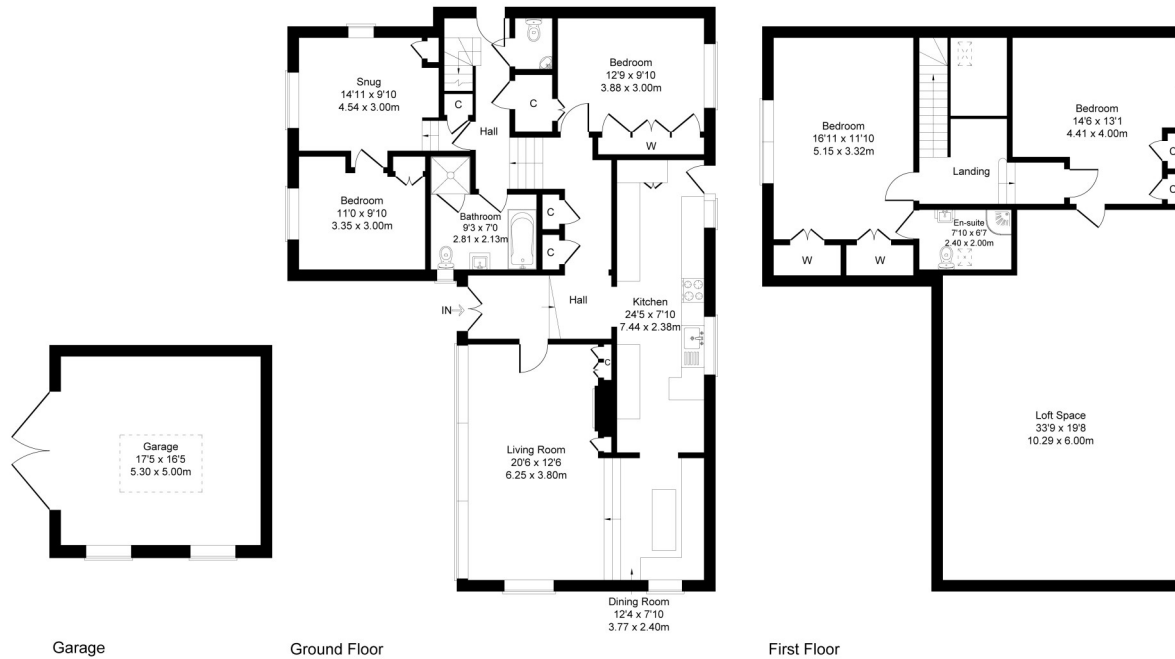 Snug
14'11 x 9'10
4.54 x 3.00m
C
C
Hall
Bedroom
12'9 x 9'10
3.88 x 3.00m
W
Bedroom
11'0 x 9'10
3.35 x 3.00m
Bathroom
9'3 x 7'0
2.81 x 2.13m
C
C
IN
Hall
Kitchen
24'5 x 7'10
7.44 x 2.38m
C
Living Room
20'6 x 12'6
6.25 x 3.80m
Dining Room
12'4 x 7'10
3.77 x 2.40m
Garage
17'5 x 16'5
5.30 x 5.00m
Bedroom
16'11 x 11'10
5.15 x 3.32m
Landing
Bedroom
14'6 x 13'1
4.41 x 4.00m
C
C
En-suite
7'10 x 6'7
2.40 x 2.00m
W
W
Loft Space
33'9 x 19'8
10.29 x 6.00m
Garage
Ground Floor
First Floor